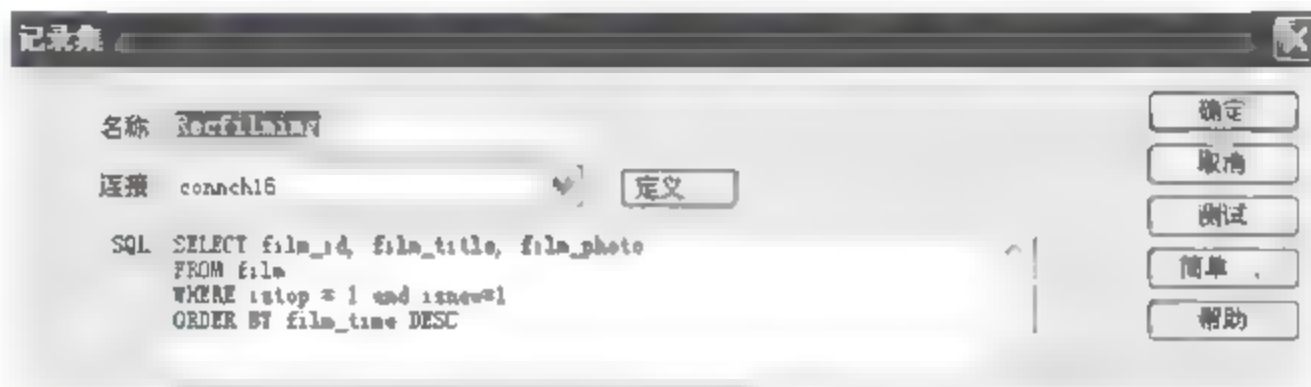 记录集
名称 Recfilming
确定
连接 connch16 定义
取消
SQL SELECT film_id, film_title, film_photo
FROM film
WHERE istop = 1 and isnew=1
ORDER BY film_time DESC
测试
简单
帮助